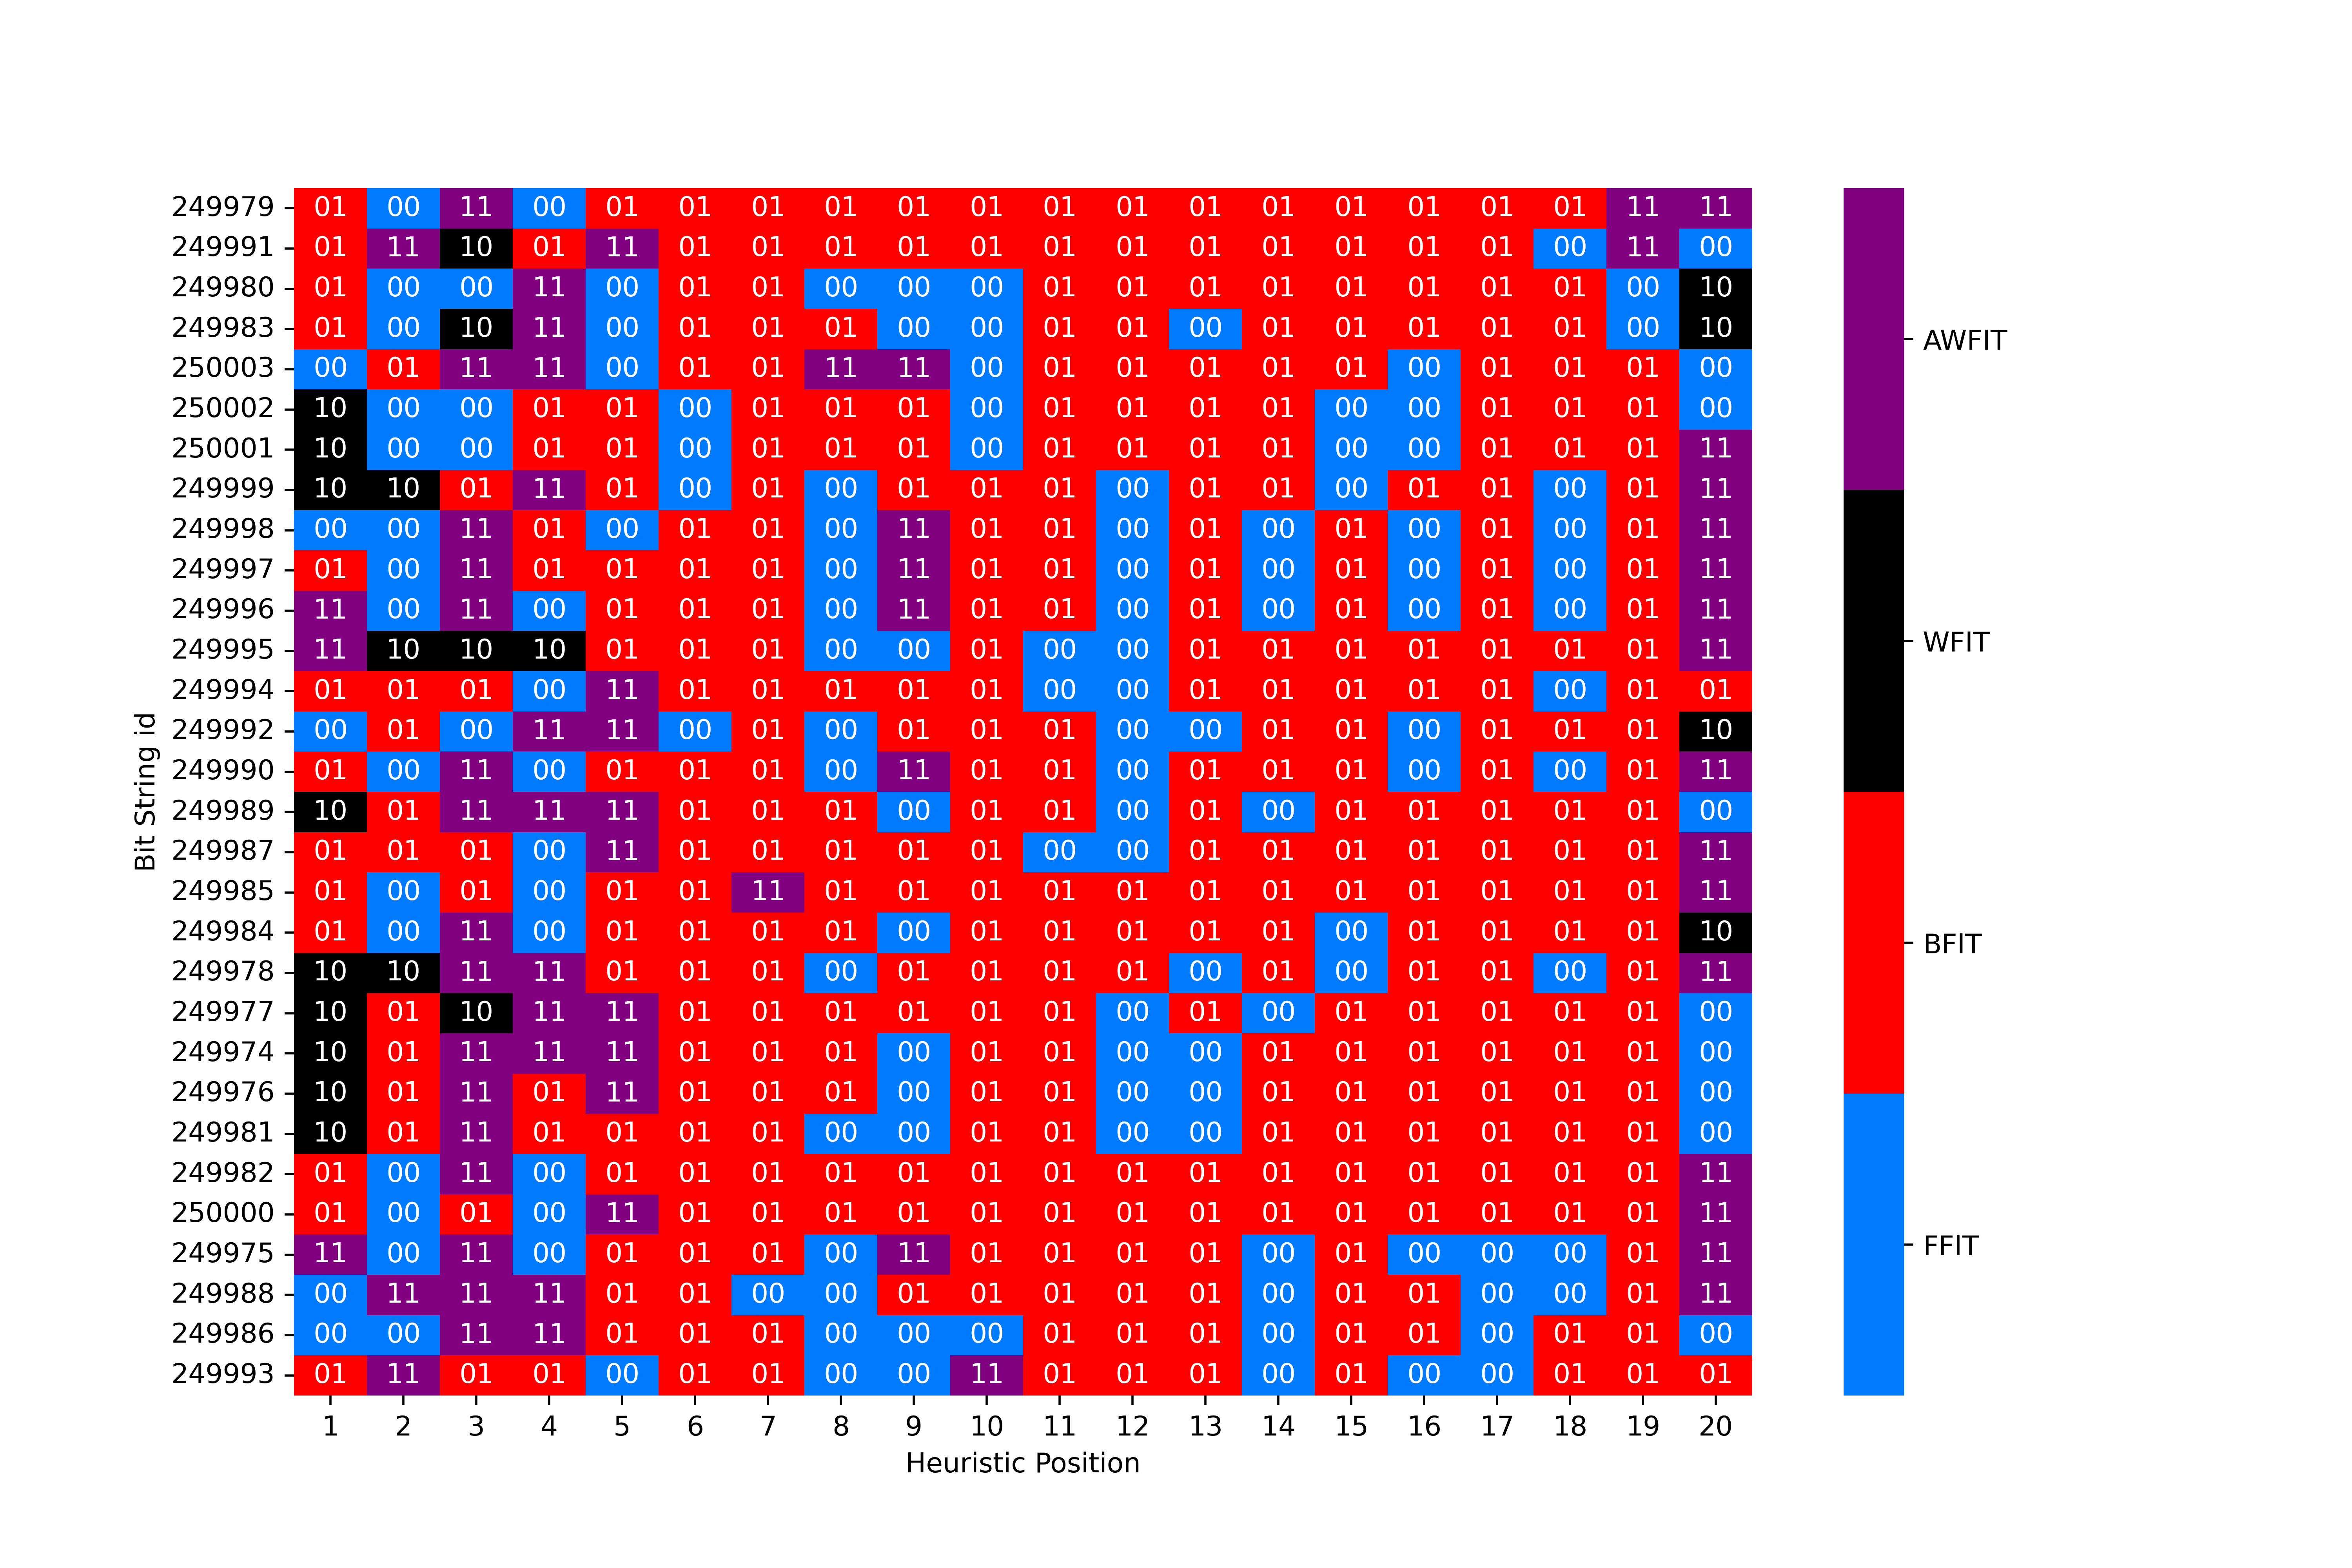 249979 01 00 11 00 01 01 01 01 01 01 01 01 01 01 01 01 01 01 11 11
249991 01 11 10 01 11 01 01 01 01 01 01 01 01 01 01 01 01 00 11 00
249980 01 00 00 11 00 01 01 00 00 00 01 01 01 01 01 01 01 01 00 10
249983 01 00 10 11 00 01 01 01 00 00 01 01 00 01 01 01 01 01 00 10
250003 00 01 11 11 00 01 01 11 11 00 01 01 01 01 01 00 01 01 01 00
250002 10 00 00 01 01 00 01 01 01 00 01 01 01 01 00 00 01 01 01 00
250001 10 00 00 01 01 00 01 01 01 00 01 01 01 01 00 00 01 01 01 11
249999 10 10 01 11 01 00 01 00 01 01 01 00 01 01 00 01 01 00 01 11
249998 00 00 11 01 00 01 01 00 11 01 01 00 01 00 01 00 01 00 01 11
249997 01 00 11 01 01 01 01 00 11 01 01 00 01 00 01 00 01 00 01 11
249996 11 00 11 00 01 01 01 00 11 01 01 00 01 00 01 00 01 00 01 11
249995 11 10 10 10 01 01 01 00 00 01 00 00 01 01 01 01 01 01 01 11
249994 01 01 01 00 11 01 01 01 01 01 00 00 01 01 01 01 01 00 01 01
249992 00 01 00 11 11 00 01 00 01 01 01 00 00 01 01 00 01 01 01 10
249990 01 00 11 00 01 01 01 00 11 01 01 00 01 01 01 00 01 00 01 11
249989 10 01 11 11 11 01 01 01 00 01 01 00 01 00 01 01 01 01 01 00
249987 01 01 01 00 11 01 01 01 01 01 00 00 01 01 01 01 01 01 01 11
249985 01 00 01 00 01 01 11 01 01 01 01 01 01 01 01 01 01 01 01 11
249984 01 00 11 00 01 01 01 01 00 01 01 01 01 01 00 01 01 01 01 10
249978 10 10 11 11 01 01 01 00 01 01 01 01 00 01 00 01 01 00 01 11
249977 10 01 10 11 11 01 01 01 01 01 01 00 01 00 01 01 01 01 01 00
249974 10 01 11 11 11 01 01 01 00 01 01 00 00 01 01 01 01 01 01 00
249976 10 01 11 01 11 01 01 01 00 01 01 00 00 01 01 01 01 01 01 00
249981 10 01 11 01 01 01 01 00 00 01 01 00 00 01 01 01 01 01 01 00
249982 01 00 11 00 01 01 01 01 01 01 01 01 01 01 01 01 01 01 01 11
250000 01 00 01 00 11 01 01 01 01 01 01 01 01 01 01 01 01 01 01 11
249975 11 00 11 00 01 01 01 00 11 01 01 01 01 00 01 00 00 00 01 11
249988 00 11 11 11 01 01 00 00 01 01 01 01 01 00 01 01 00 00 01 11
249986 00 00 11 11 01 01 01 00 00 00 01 01 01 00 01 01 00 01 01 00
249993 01 11 01 01 00 01 01 00 00 11 01 01 01 00 01 00 00 01 01 01
1 2 3 4 5 6 7 8 9 10 11 12 13 14 15 16 17 18 19 20
Heuristic Position
Bit String id
AWFIT
WFIT
BFIT
FFIT